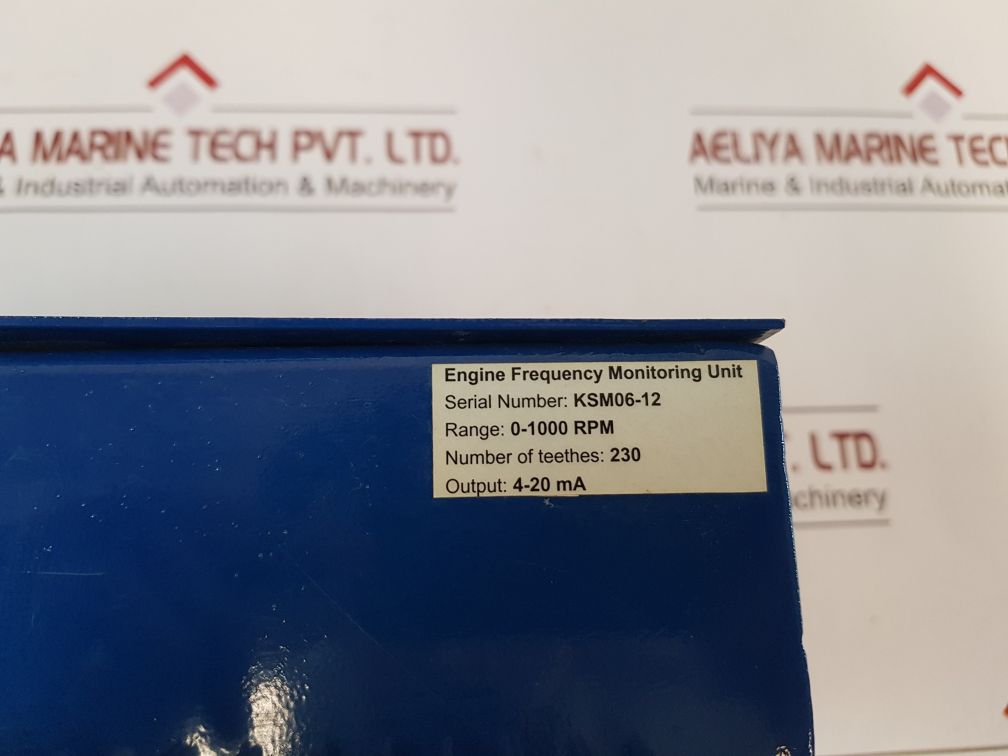 A MARINE TECH PVT. LTD.
& Industrial Automation & Machinery
AELIYA MARINE TEC
Marine & Industrial Automat
Engine Frequency Monitoring Unit
Serial Number: KSM06-12
Range: 0-1000 RPM
Number of teethes: 230
Output: 4-20 mA
. LTD.
chinery